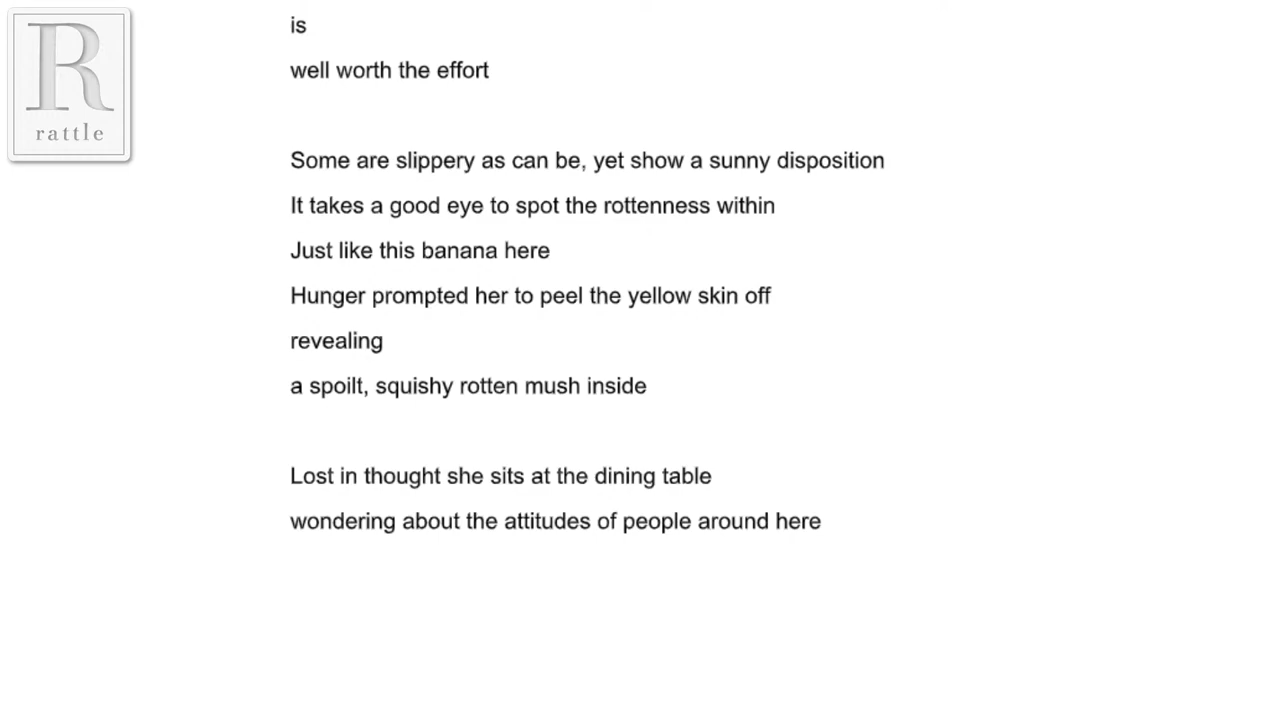 R
rattle
is
well worth the effort
Some are slippery as can be, yet show a sunny disposition
It takes a good eye to spot the rottenness within
Just like this banana here
Hunger prompted her to peel the yellow skin off
revealing
a spoilt, squishy rotten mush inside
Lost in thought she sits at the dining table
wondering about the attitudes of people around here